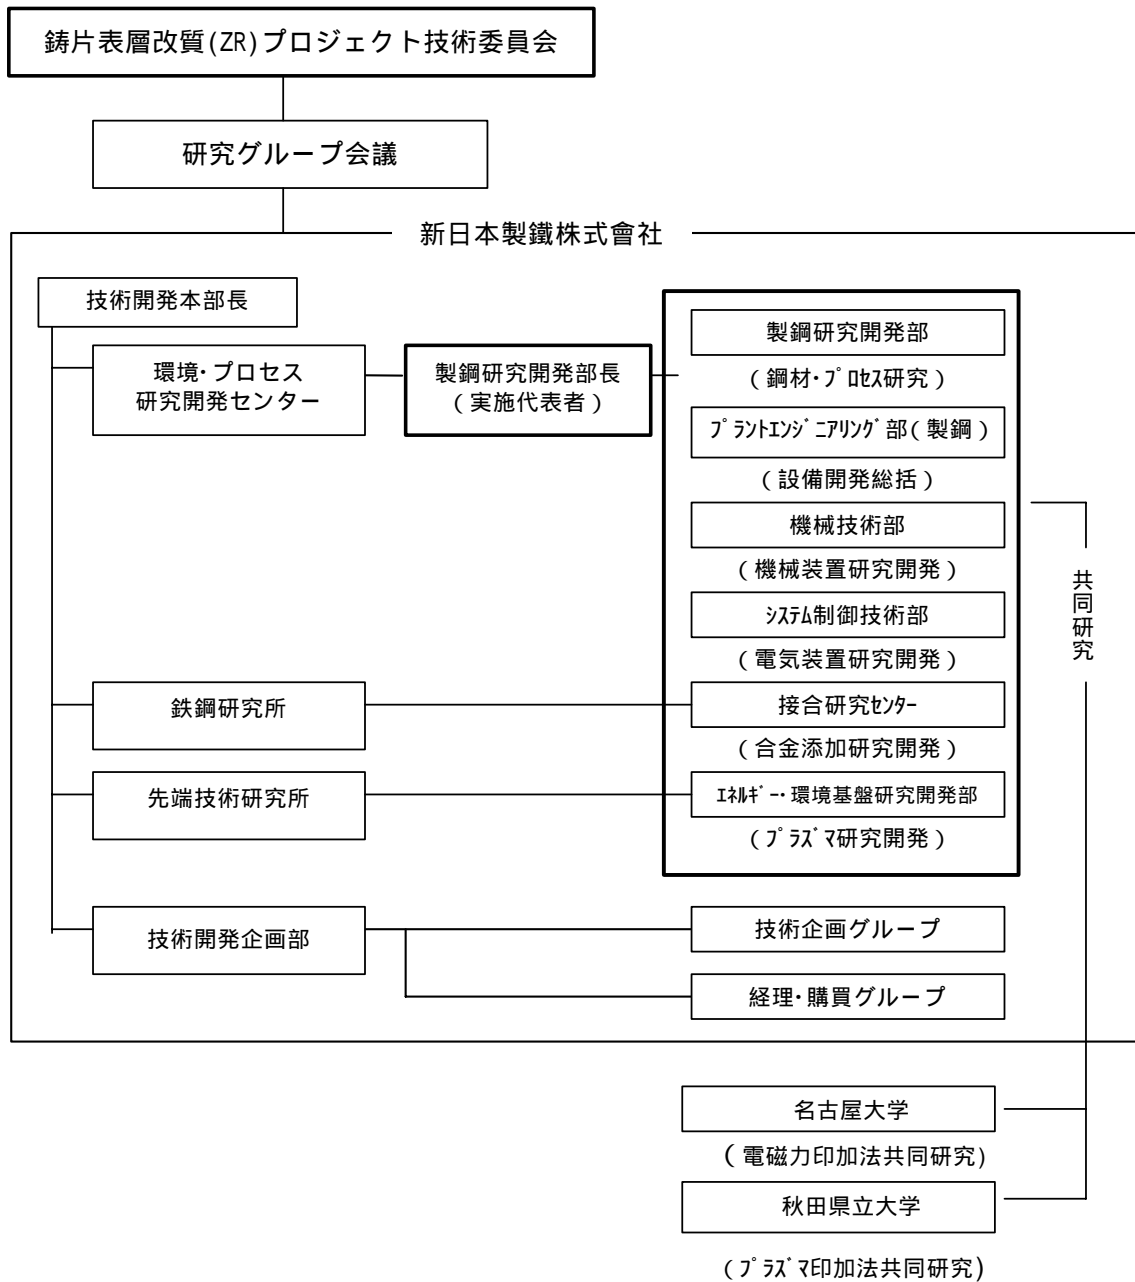 鋳片表層改質(ZR)プロジェクト技術委員会
研究グループ会議
新日本製鐵株式會社
技術開発本部長
環境・プロセス
研究開発センター
製鋼研究開発部長
(実施代表者)
製鋼研究開発部
(鋼材・プロセス研究)
プラントエンジニアリング部(製鋼)
(設備開発総括)
機械技術部
(機械装置研究開発)
システム制御技術部
(電気装置研究開発)
共同研究
鉄鋼研究所
接合研究センター
(合金添加研究開発)
先端技術研究所
エネルギー・環境基盤研究開発部
(プラズマ研究開発)
技術開発企画部
技術企画グループ
経理・購買グループ
名古屋大学
(電磁力印加法共同研究)
秋田県立大学
(プラズマ印加法共同研究)